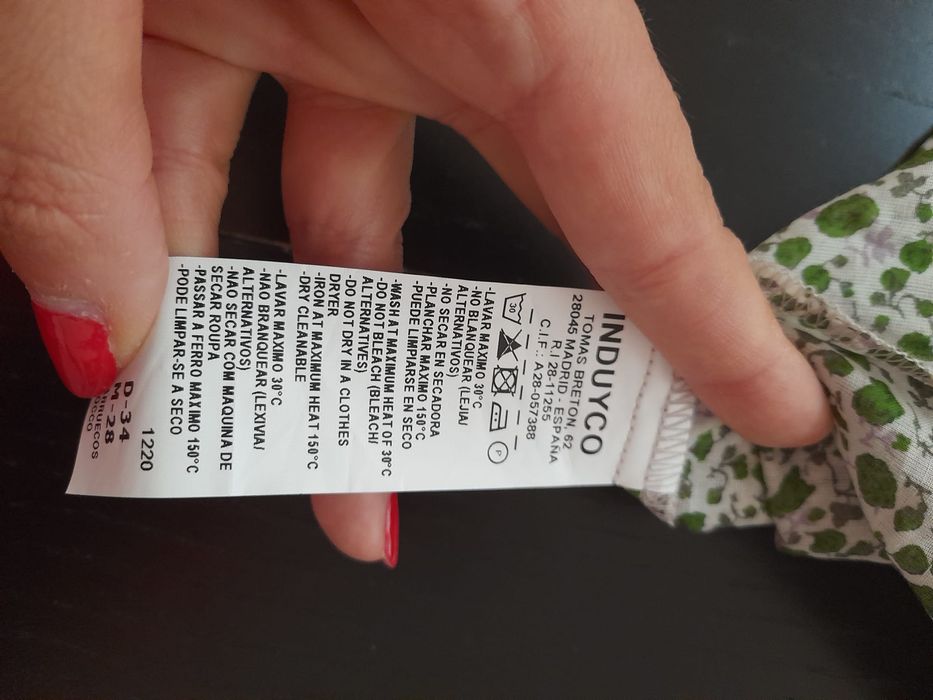 INDUYCO
TOMAS BRETON, 62
28045 MADRID - ESPAÑA
R.I 28-11255
C.I.F.: A28-057388
30 P
-LAVAR MAXIMO 30°C
-NO BLANQUEAR (LEJIA/
ALTERNATIVOS)
-NO SECAR EN SECADORA
-PLANCHAR MAXIMO 150°C
-PUEDE LIMPIARSE EN SECO
-WASH AT MAXIMUM HEAT OF 30°C
-DO NOT BLEACH (BLEACH/
ALTERNATIVES)
-DO NOT DRY IN A CLOTHES
DRYER
-IRON AT MAXIMUM HEAT 150°C
-DRY CLEANABLE
-LAVAR MAXIMO 30°C
-NAO BRANQUEAR (LEXIVIA/
ALTERNATIVOS)
-NAO SECAR COM MAQUINA DE
SECAR ROUPA
-PASSAR A FERRO MAXIMO 150°C
-PODE LIMPAR-SE A SECO
1220
D-34
M-28